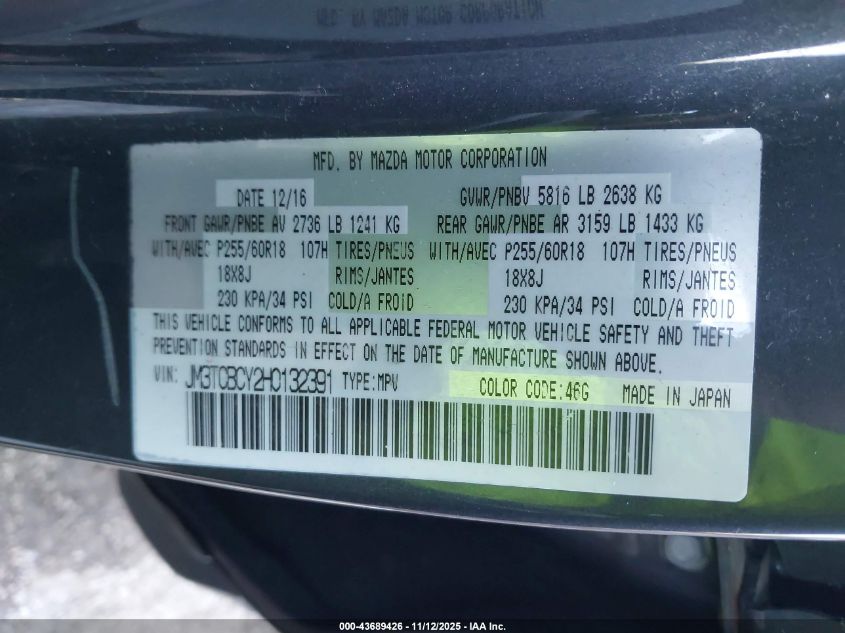 MFD. BY MAZDA MOTOR CORPORATION
DATE 12/16 GVWR/PNBV 5816 LB 2638 KG
FRONT GAWR/PNBE AV 2736 LB 1241 KG REAR GAWR/PNBE AR 3159 LB 1433 KG
WITH/AVEC P255/60R18 107H TIRES/PNEUS WITH/AVEC P255/60R18 107H TIRES/PNEUS
18X8J RIMS/JANTES 18X8J RIMS/JANTES
230 KPA/34 PSI COLD/A FROID 230 KPA/34 PSI COLD/A FROID
THIS VEHICLE CONFORMS TO ALL APPLICABLE FEDERAL MOTOR VEHICLE SAFETY AND THEFT
PREVENTION STANDARDS IN EFFECT ON THE DATE OF MANUFACTURE SHOWN ABOVE.
VIN: JM3TCBCY2H0132391 TYPE:MPV COLOR CODE:46G MADE IN JAPAN
000-43689426 - 11/12/2025 - IAA Inc.